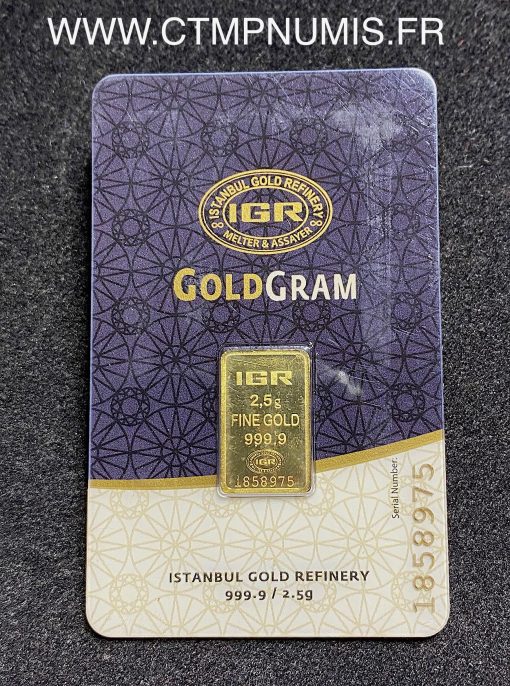 WWW.CTMPNUMIS.FR
ISTANBUL GOLD REFINERY
IGR
MELTER & ASSAYER
GOLDGRAM
IGR
2,5g
FINE GOLD
999.9
IGR
1858975
Serial Number:
1858975
ISTANBUL GOLD REFINERY
999.9 / 2.5g